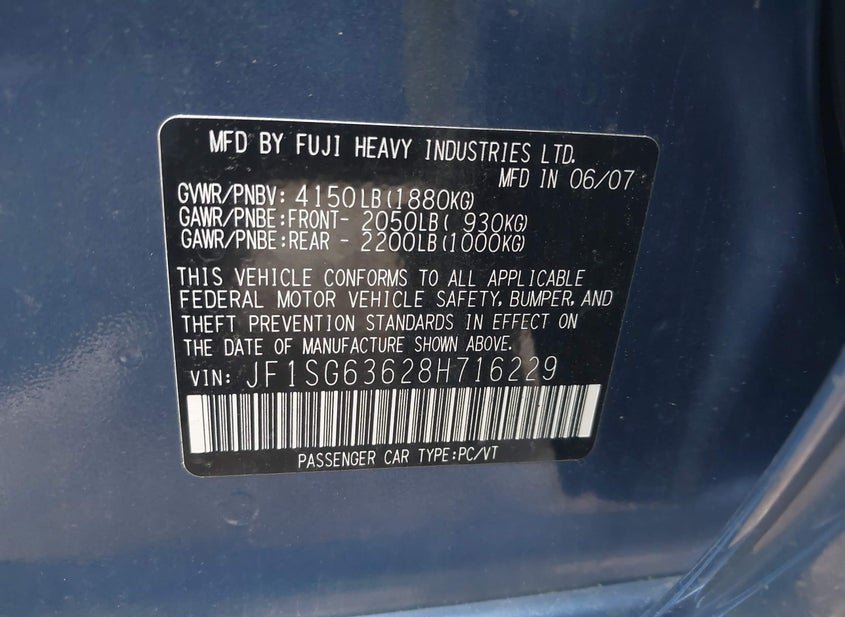 MFD BY FUJI HEAVY INDUSTRIES LTD.
MFD IN 06/07
GVWR/PNBV: 4150LB(1880KG)
GAWR/PNBE:FRONT- 2050LB( 930KG)
GAWR/PNBE:REAR - 2200LB(1000KG)
THIS VEHICLE CONFORMS TO ALL APPLICABLE
FEDERAL MOTOR VEHICLE SAFETY, BUMPER, AND
THEFT PREVENTION STANDARDS IN EFFECT ON
THE DATE OF MANUFACTURE SHOWN ABOVE.
VIN: JF1SG63628H716229
PASSENGER CAR TYPE:PC/VT